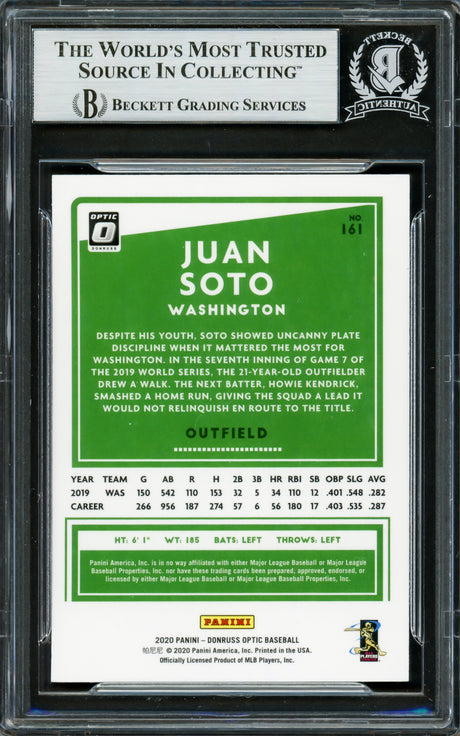 THE WORLD'S MOST TRUSTED
SOURCE IN COLLECTING™
B BECKETT GRADING SERVICES
BECKETT
AUTHENTIC
OPTIC
O
DONRUSS
NO.
161
JUAN
SOTO
WASHINGTON
DESPITE HIS YOUTH, SOTO SHOWED UNCANNY PLATE
DISCIPLINE WHEN IT MATTERED THE MOST FOR
WASHINGTON. IN THE SEVENTH INNING OF GAME 7 OF
THE 2019 WORLD SERIES, THE 21-YEAR-OLD OUTFIELDER
DREW A WALK. THE NEXT BATTER, HOWIE KENDRICK,
SMASHED A HOME RUN, GIVING THE SQUAD A LEAD IT
WOULD NOT RELINQUISH EN ROUTE TO THE TITLE.
OUTFIELD
YEAR TEAM G AB R H 2B 3B HR RBI SB OBP SLG AVG
2019 WAS 150 542 110 153 32 5 34 110 12 .401 .548 .282
CAREER 266 956 187 274 57 6 56 180 17 .403 .535 .287
HT: 6' 1" WT: 185 BATS: LEFT THROWS: LEFT
Panini America, Inc. is in no way affiliated with either Major League Baseball or Major League
Baseball Properties, Inc. nor have these trading cards been prepared, approved, endorsed, or
licensed by either Major League Baseball or Major League Baseball Properties, Inc.
PANINI
2020 PANINI – DONRUSS OPTIC BASEBALL
帕尼尼 © 2020 Panini America, Inc. Printed in the USA.
Officially Licensed Product of MLB Players, Inc.
PLAYERS